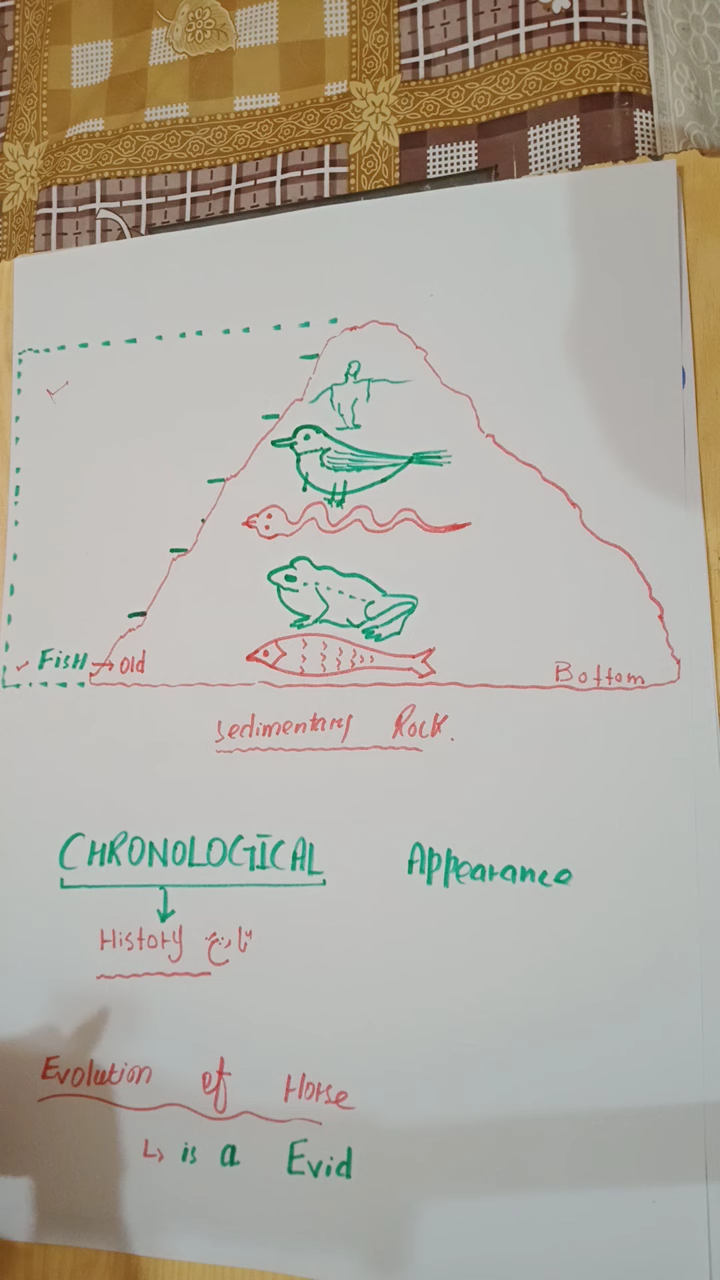 FisH → old
Bottom
Sedimentary Rock.
CHRONOLOGICAL Appearance
History تاریخ
Evolution of Horse
↳ is a Evid